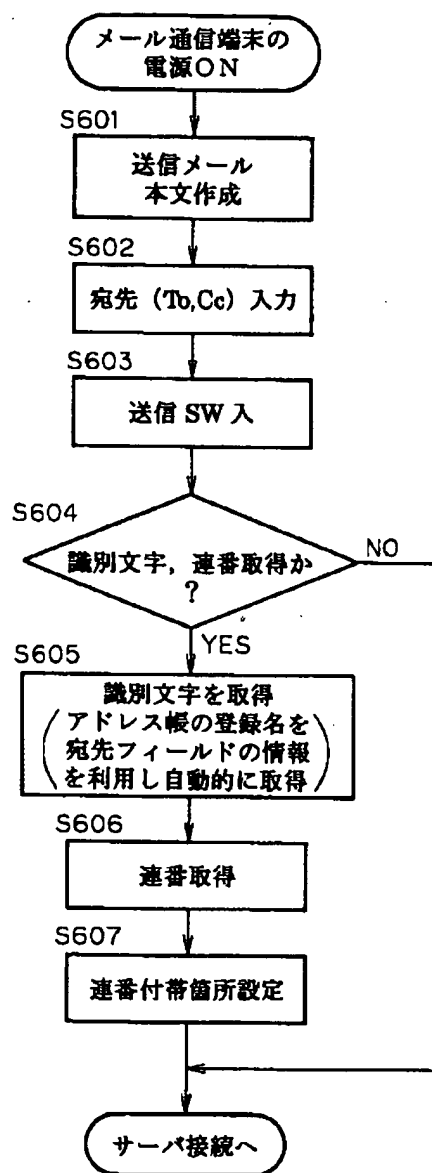 メール通信端末の
電源ON
S601
送信メール
本文作成
S602
宛先（To,Cc）入力
S603
送信 SW 入
S604
識別文字，連番取得か
？
NO
YES
S605
識別文字を取得
（アドレス帳の登録名を
宛先フィールドの情報
を利用し自動的に取得）
S606
連番取得
S607
連番付帯箇所設定
サーバ接続へ